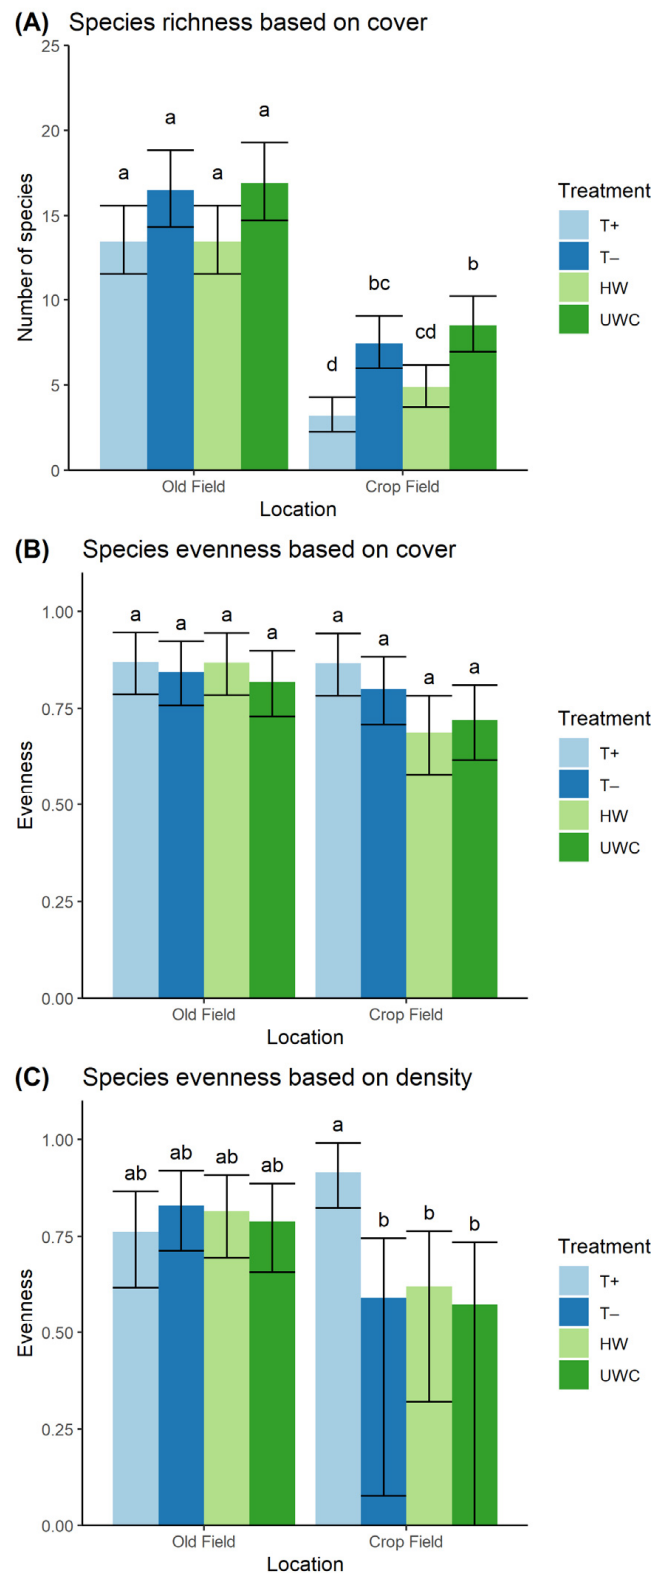 (A) Species richness based on cover
25
20
15
10
5
0
Number of species
a
a
a
a
d
bc
cd
b
Old Field
Crop Field
Location
Treatment
T+
T–
HW
UWC
(B) Species evenness based on cover
1.00
0.75
0.50
0.25
0.00
Evenness
a
a
a
a
a
a
a
a
Old Field
Crop Field
Location
Treatment
T+
T–
HW
UWC
(C) Species evenness based on density
1.00
0.75
0.50
0.25
0.00
Evenness
ab
ab
ab
ab
a
b
b
b
Old Field
Crop Field
Location
Treatment
T+
T–
HW
UWC